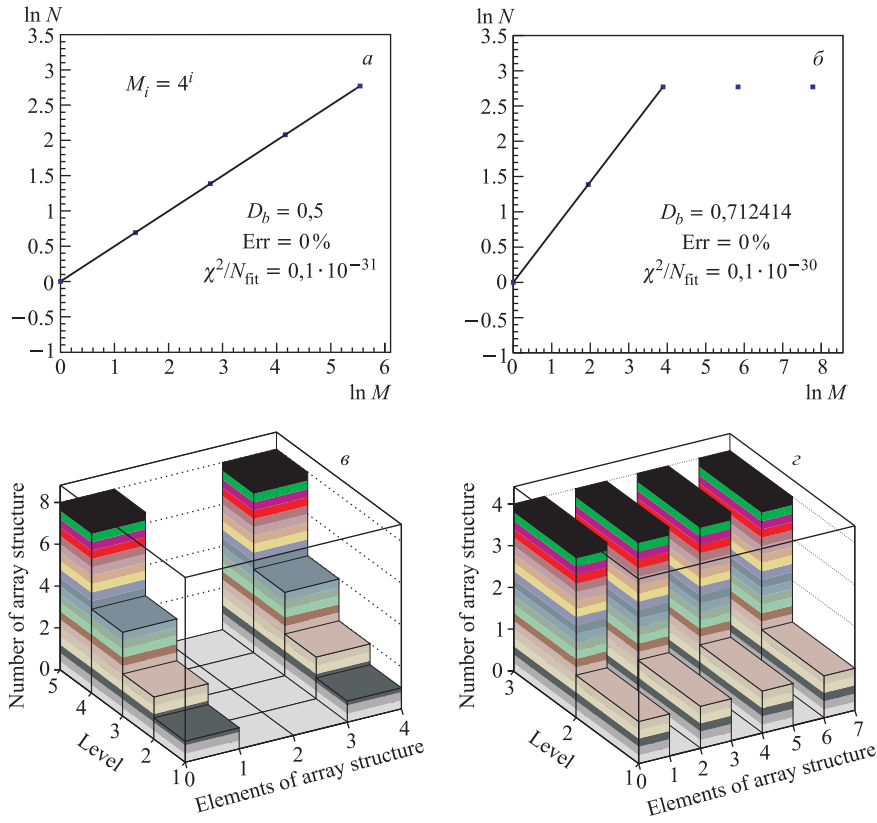 ln N
3.5
3
2.5
2
1.5
1
0.5
0
−0.5
−1
0 1 2 3 4 5 6
ln M
a
M_i = 4^i
D_b = 0,5
Err = 0%
χ²/N_fit = 0,1·10⁻³¹
ln N
3.5
3
2.5
2
1.5
1
0.5
0
−0.5
−1
0 1 2 3 4 5 6 7 8
ln M
б
D_b = 0,712414
Err = 0%
χ²/N_fit = 0,1·10⁻³⁰
в
Number of array structure
8
6
4
2
0
5
4
3
2
1
Level
0 1 2 3 4
Elements of array structure
г
Number of array structure
4
3
2
1
0
3
2
1
Level
0 1 2 3 4 5 6 7
Elements of array structure